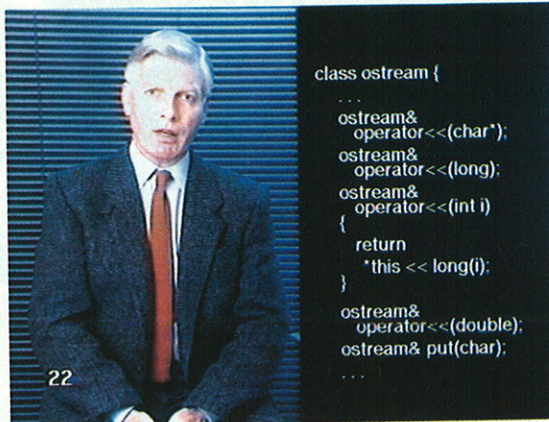 class ostream {
. . .
ostream&
operator<<(char*);
ostream&
operator<<(long);
ostream&
operator<<(int i)
{
return
*this << long(i);
}
ostream&
operator<<(double);
ostream& put(char);
. . .
22